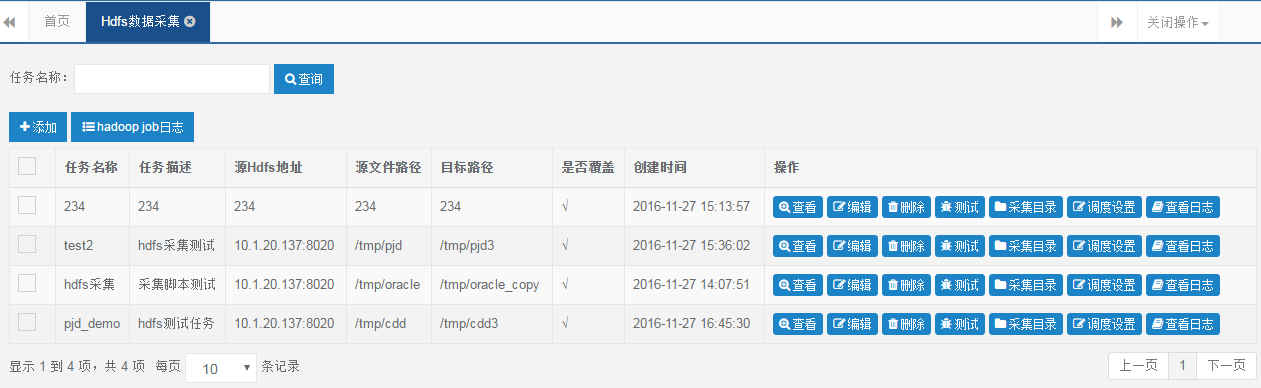 首页 Hdfs数据采集 关闭操作
任务名称： 查询
添加 hadoop job日志
任务名称 任务描述 源Hdfs地址 源文件路径 目标路径 是否覆盖 创建时间 操作
234 234 234 234 234 √ 2016-11-27 15:13:57 查看 编辑 删除 测试 采集目录 调度设置 查看日志
test2 hdfs采集测试 10.1.20.137:8020 /tmp/pjd /tmp/pjd3 √ 2016-11-27 15:36:02 查看 编辑 删除 测试 采集目录 调度设置 查看日志
hdfs采集 采集脚本测试 10.1.20.137:8020 /tmp/oracle /tmp/oracle_copy √ 2016-11-27 14:07:51 查看 编辑 删除 测试 采集目录 调度设置 查看日志
pjd_demo hdfs测试任务 10.1.20.137:8020 /tmp/cdd /tmp/cdd3 √ 2016-11-27 16:45:30 查看 编辑 删除 测试 采集目录 调度设置 查看日志
显示 1 到 4 项，共 4 项 每页 10 条记录 上一页 1 下一页